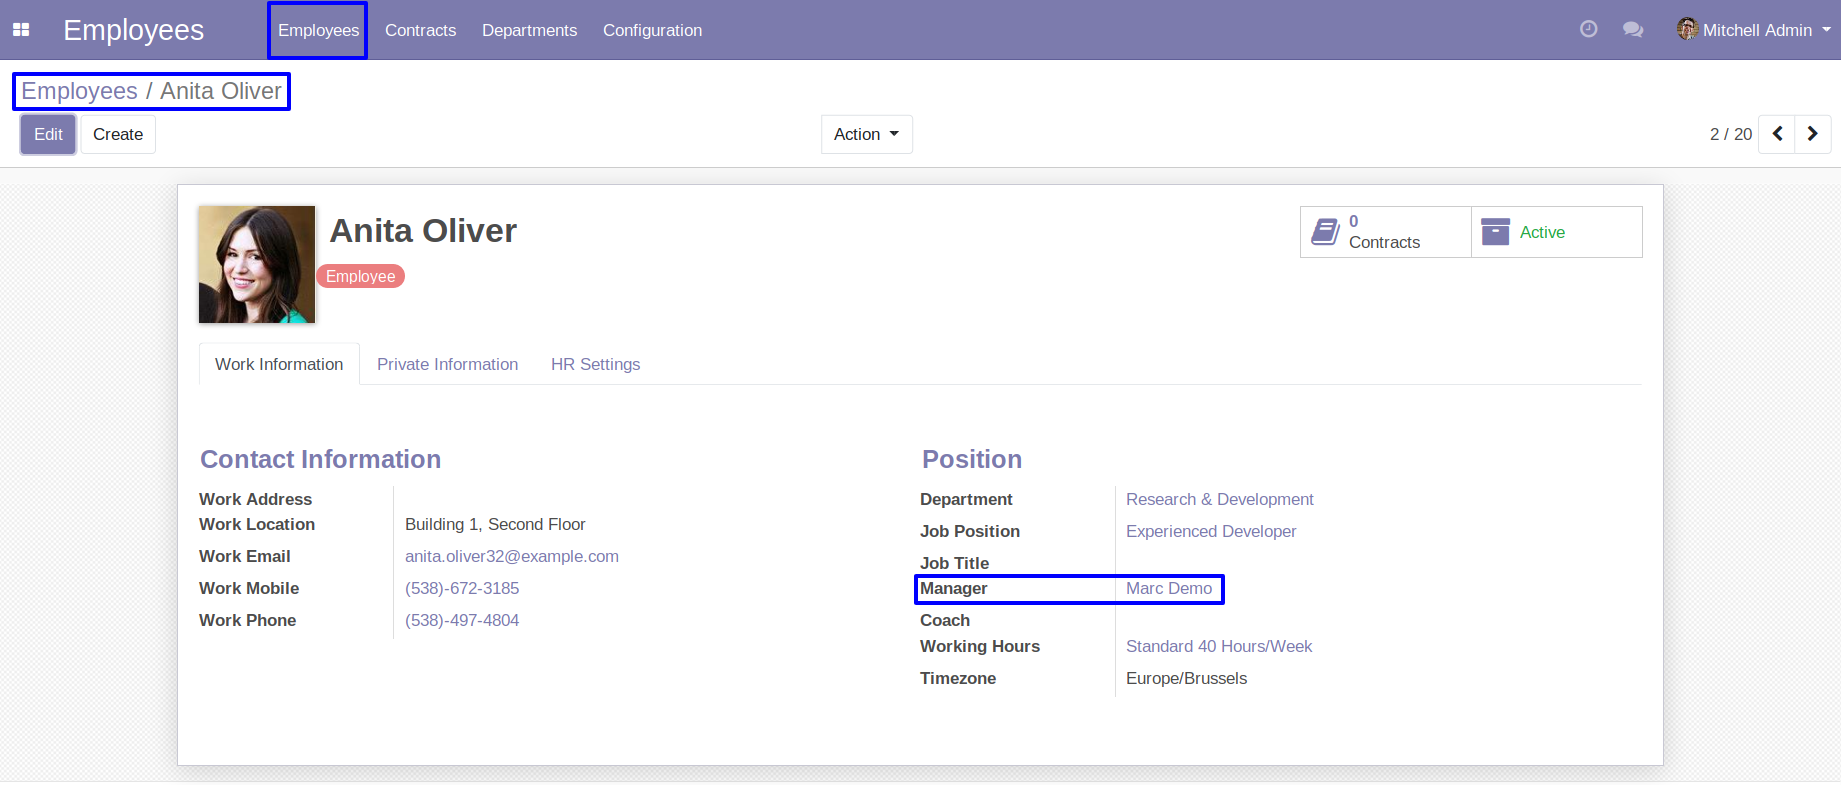 Employees Employees Contracts Departments Configuration Mitchell Admin
Employees / Anita Oliver
Edit Create Action 2 / 20
Anita Oliver
Employee
0
Contracts
Active
Work Information Private Information HR Settings
Contact Information
Work Address
Work Location Building 1, Second Floor
Work Email anita.oliver32@example.com
Work Mobile (538)-672-3185
Work Phone (538)-497-4804
Position
Department Research & Development
Job Position Experienced Developer
Job Title
Manager Marc Demo
Coach
Working Hours Standard 40 Hours/Week
Timezone Europe/Brussels